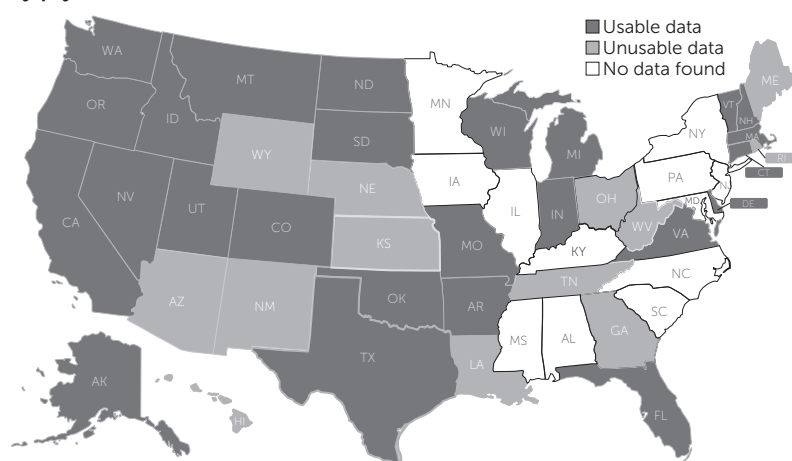 Usable data
Unusable data
No data found
WA
MT
ND
MN
ME
OR
ID
SD
WI
VT
NH
MA
NY
WY
MI
RI
CT
NE
IA
PA
NJ
NV
UT
CO
IL
IN
OH
MD
DE
CA
KS
MO
WV
VA
KY
AZ
NM
OK
AR
TN
NC
SC
TX
MS
AL
GA
LA
AK
HI
FL